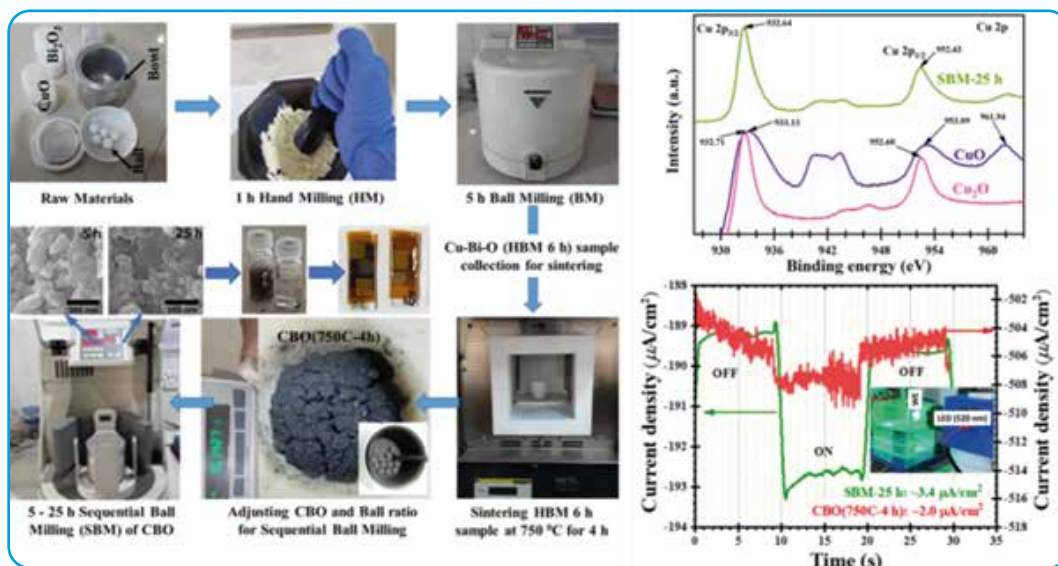 Bi₂O₃
CuO
Bowl
Ball
Raw Materials
1 h Hand Milling (HM)
5 h Ball Milling (BM)
Cu-Bi-O (HBM 6 h) sample
collection for sintering
5 h
25 h
CBO(750C-4h)
5 - 25 h Sequential Ball
Milling (SBM) of CBO
Adjusting CBO and Ball ratio
for Sequential Ball Milling
Sintering HBM 6 h
sample at 750 °C for 4 h
Cu 2p₃/₂
932.64
Cu 2p₁/₂
952.43
Cu 2p
SBM-25 h
932.71
933.13
952.60
953.09
961.94
CuO
Cu₂O
Intensity (a.u.)
930 936 942 948 954 960
Binding energy (eV)
-188
-189
-190
-191
-192
-193
-194
Current density (μA/cm²)
-502
-504
-506
-508
-510
-512
-514
-516
-518
Current density (μA/cm²)
OFF
ON
OFF
WE
LED (520 nm)
SBM-25 h: ~3.4 μA/cm²
CBO(750C-4 h): ~2.0 μA/cm²
0 5 10 15 20 25 30 35
Time (s)